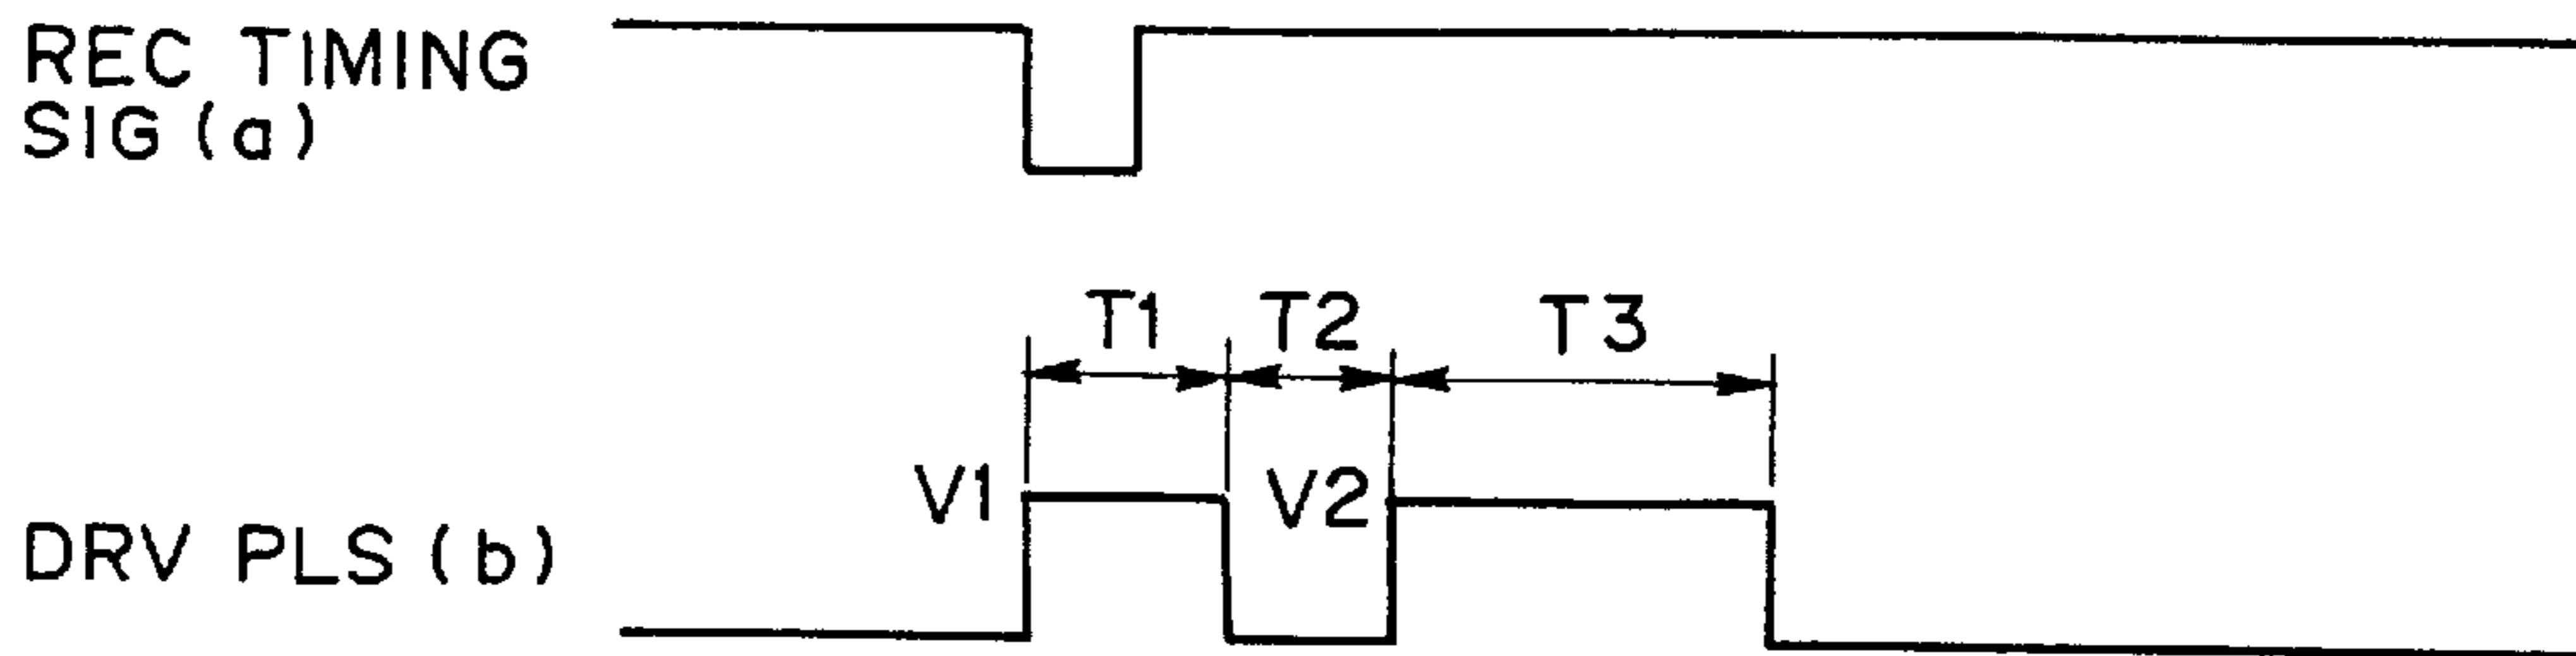 REC TIMING
SIG (a)
T1 T2 T3
V1 V2
DRV PLS (b)